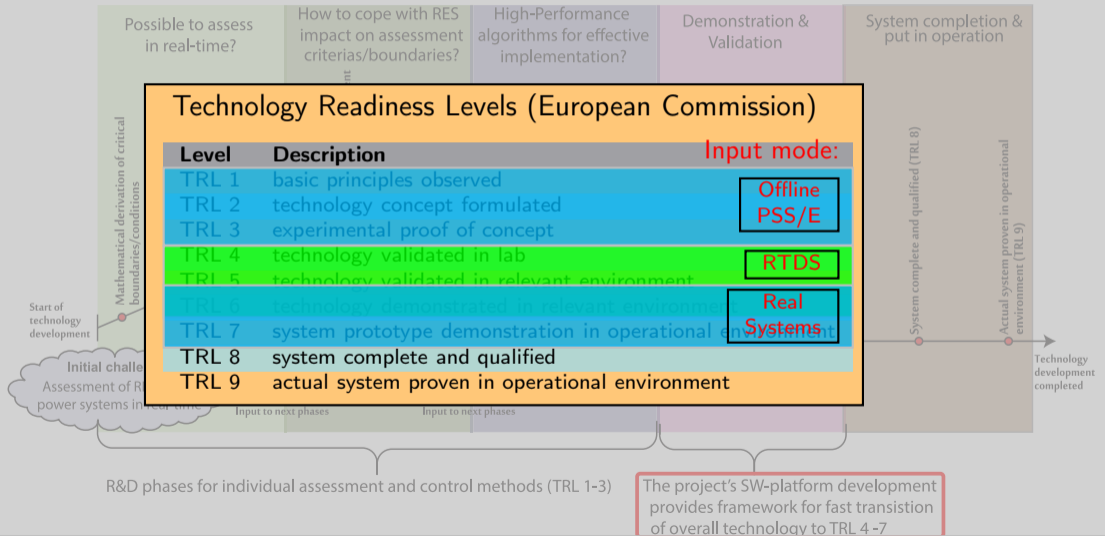 Possible to assess
in real-time?
How to cope with RES
impact on assessment
criterias/boundaries?
High-Performance
algorithms for effective
implementation?
Demonstration &
Validation
System completion &
put in operation
Technology Readiness Levels (European Commission)
Level Description Input mode:
TRL 1 basic principles observed
TRL 2 technology concept formulated
TRL 3 experimental proof of concept
Offline
PSS/E
TRL 4 technology validated in lab
TRL 5 technology validated in relevant environment
RTDS
TRL 6 technology demonstrated in relevant environment
TRL 7 system prototype demonstration in operational environment
Real
Systems
TRL 8 system complete and qualified
TRL 9 actual system proven in operational environment
Mathematical derivation of critical
boundaries/conditions
System complete and qualified (TRL 8)
Actual system proven in operational
environment (TRL 9)
Start of
technology
development
Technology
development
completed
Initial challe
Assessment of R
power systems in real-time
Input to next phases
Input to next phases
R&D phases for individual assessment and control methods (TRL 1-3)
The project's SW-platform development
provides framework for fast transistion
of overall technology to TRL 4 -7